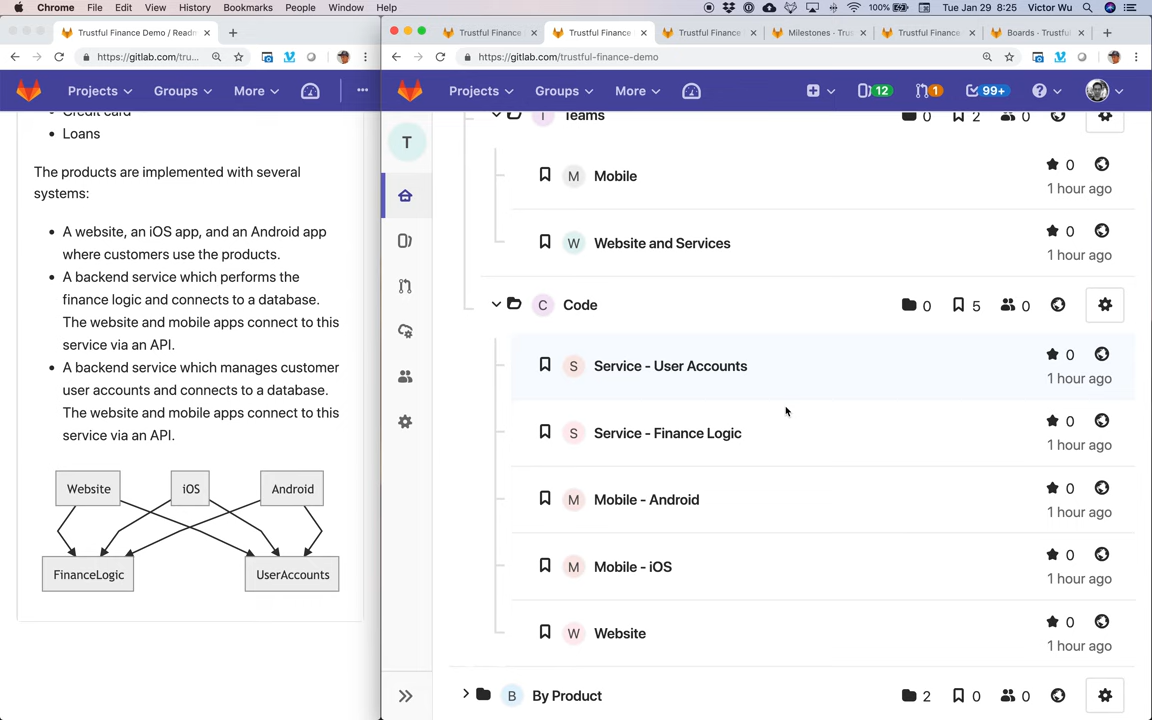 Chrome File Edit View History Bookmarks People Window Help
100% Tue Jan 29 8:25 Victor Wu
Trustful Finance Demo / Readn
https://gitlab.com/tru...
Projects Groups More
Credit card
Loans
The products are implemented with several
systems:
A website, an iOS app, and an Android app
where customers use the products.
A backend service which performs the
finance logic and connects to a database.
The website and mobile apps connect to this
service via an API.
A backend service which manages customer
user accounts and connects to a database.
The website and mobile apps connect to this
service via an API.
Website iOS Android
FinanceLogic UserAccounts
Trustful Finance Trustful Finance Trustful Finance Milestones · Trus Trustful Finance Boards · Trustful
https://gitlab.com/trustful-finance-demo
Projects Groups More 12 1 99+
T
T Teams 0 2 0
M Mobile 0
1 hour ago
W Website and Services 0
1 hour ago
C Code 0 5 0
S Service - User Accounts 0
1 hour ago
S Service - Finance Logic 0
1 hour ago
M Mobile - Android 0
1 hour ago
M Mobile - iOS 0
1 hour ago
W Website 0
1 hour ago
B By Product 2 0 0